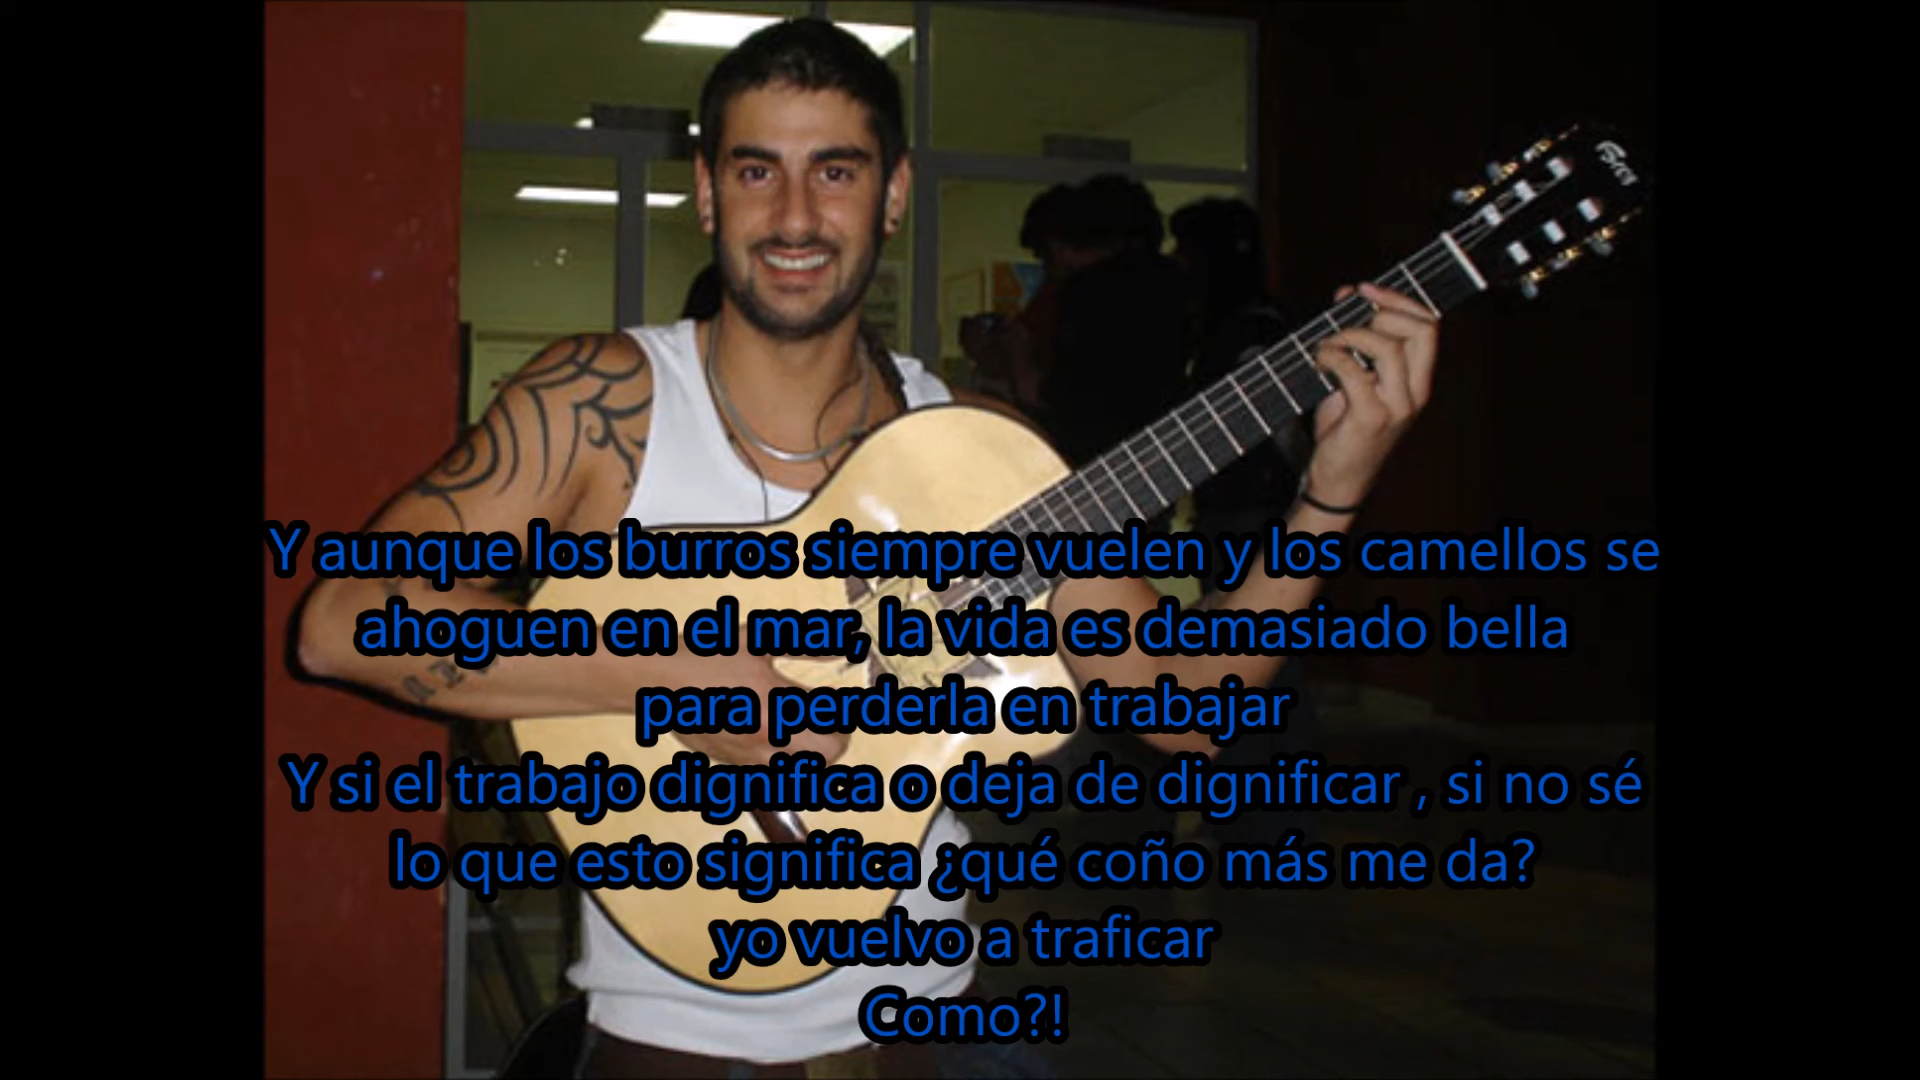 Y aunque los burros siempre vuelen y los camellos se
ahoguen en el mar, la vida es demasiado bella
para perderla en trabajar
Y si el trabajo dignifica o deja de dignificar , si no sé
lo que esto significa ¿qué coño más me da?
yo vuelvo a traficar
Como?!